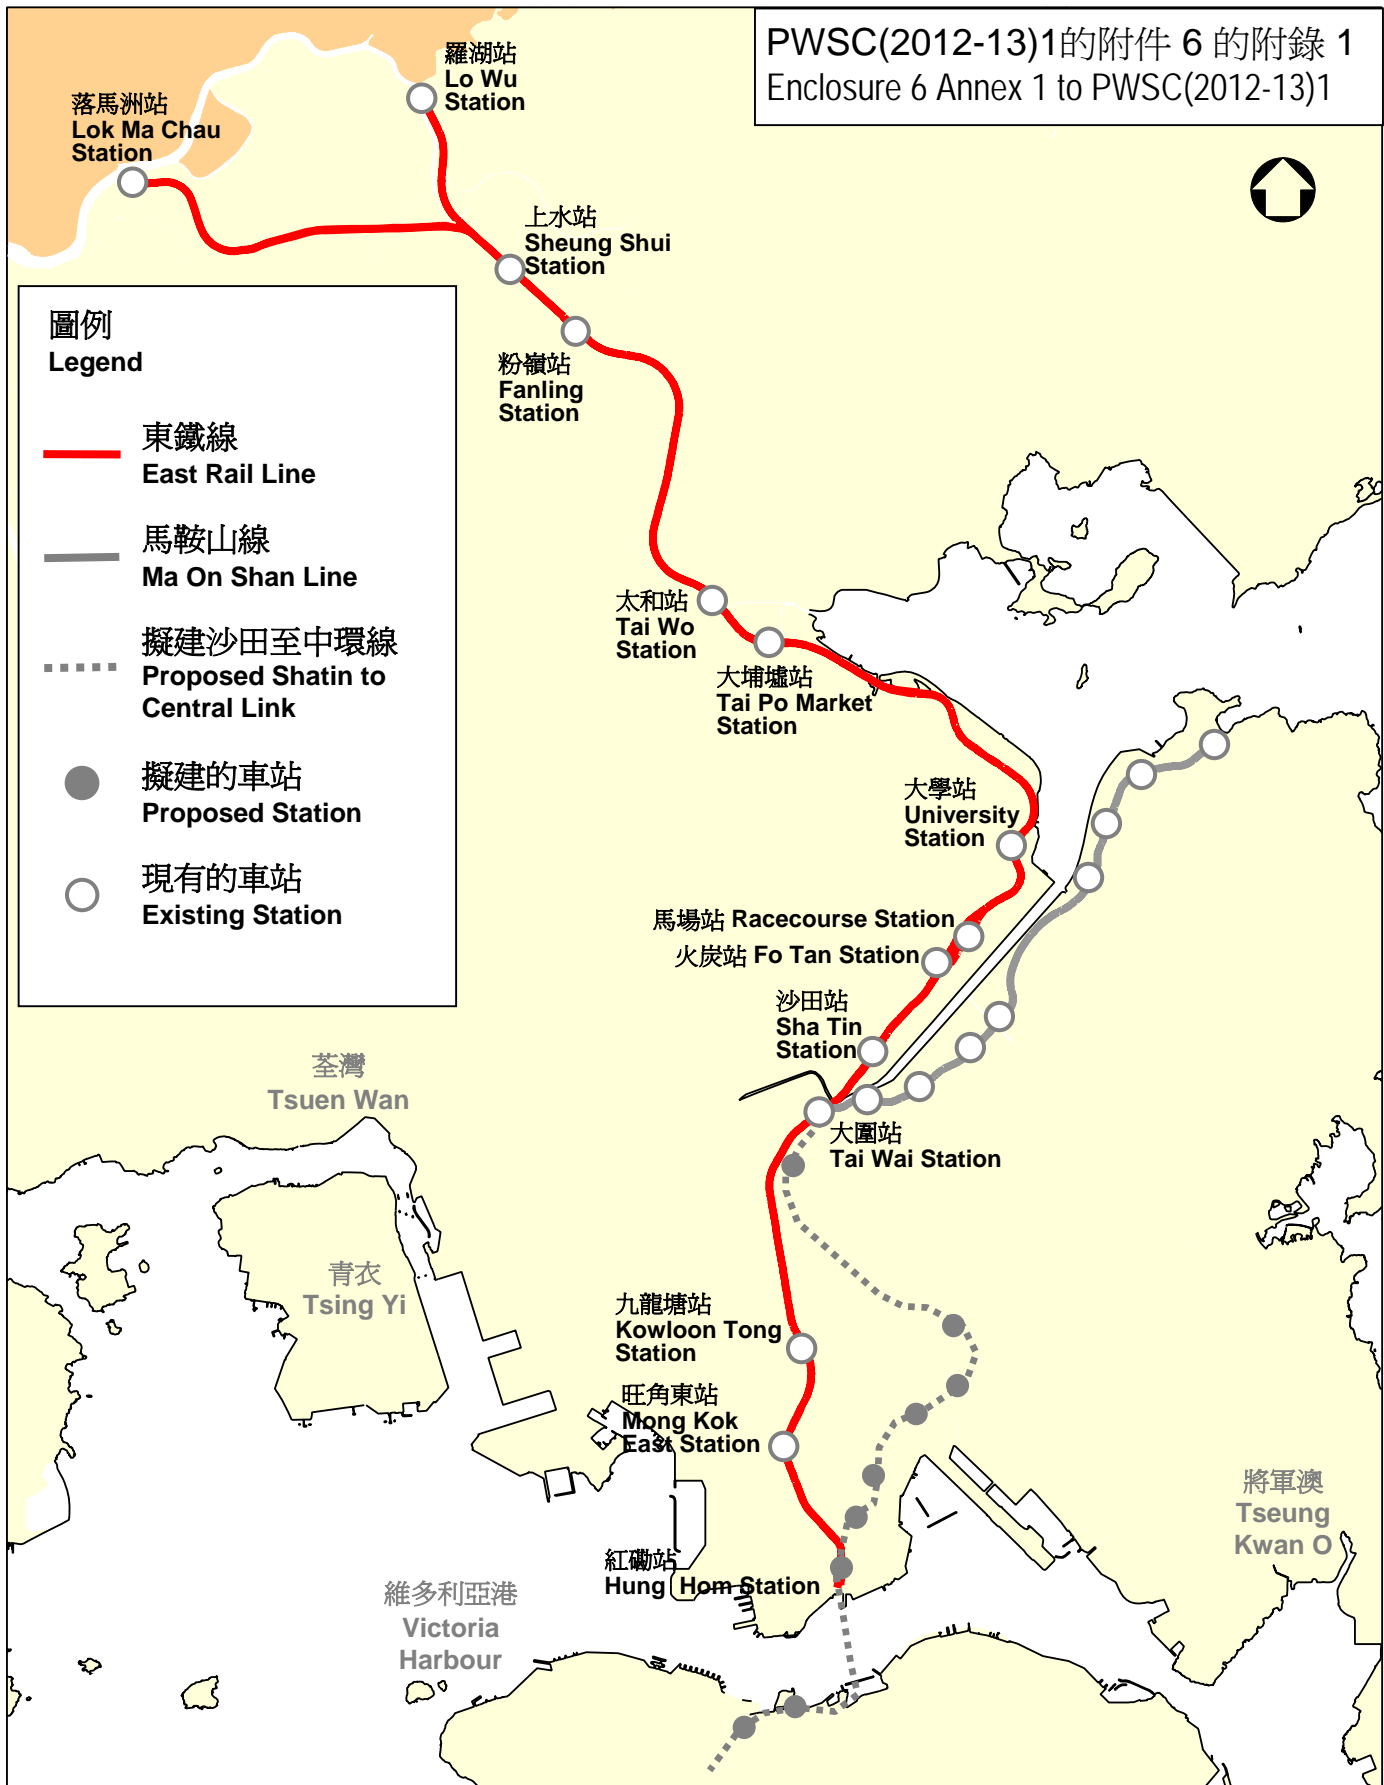 PWSC(2012-13)1的附件 6 的附錄 1
Enclosure 6 Annex 1 to PWSC(2012-13)1
羅湖站
Lo Wu
Station
落馬洲站
Lok Ma Chau
Station
上水站
Sheung Shui
Station
粉嶺站
Fanling
Station
圖例
Legend
東鐵線
East Rail Line
馬鞍山線
Ma On Shan Line
擬建沙田至中環線
Proposed Shatin to
Central Link
擬建的車站
Proposed Station
現有的車站
Existing Station
太和站
Tai Wo
Station
大埔墟站
Tai Po Market
Station
大學站
University
Station
馬場站 Racecourse Station
火炭站 Fo Tan Station
沙田站
Sha Tin
Station
大圍站
Tai Wai Station
荃灣
Tsuen Wan
青衣
Tsing Yi
九龍塘站
Kowloon Tong
Station
旺角東站
Mong Kok
East Station
紅磡站
Hung Hom Station
將軍澳
Tseung
Kwan O
維多利亞港
Victoria
Harbour